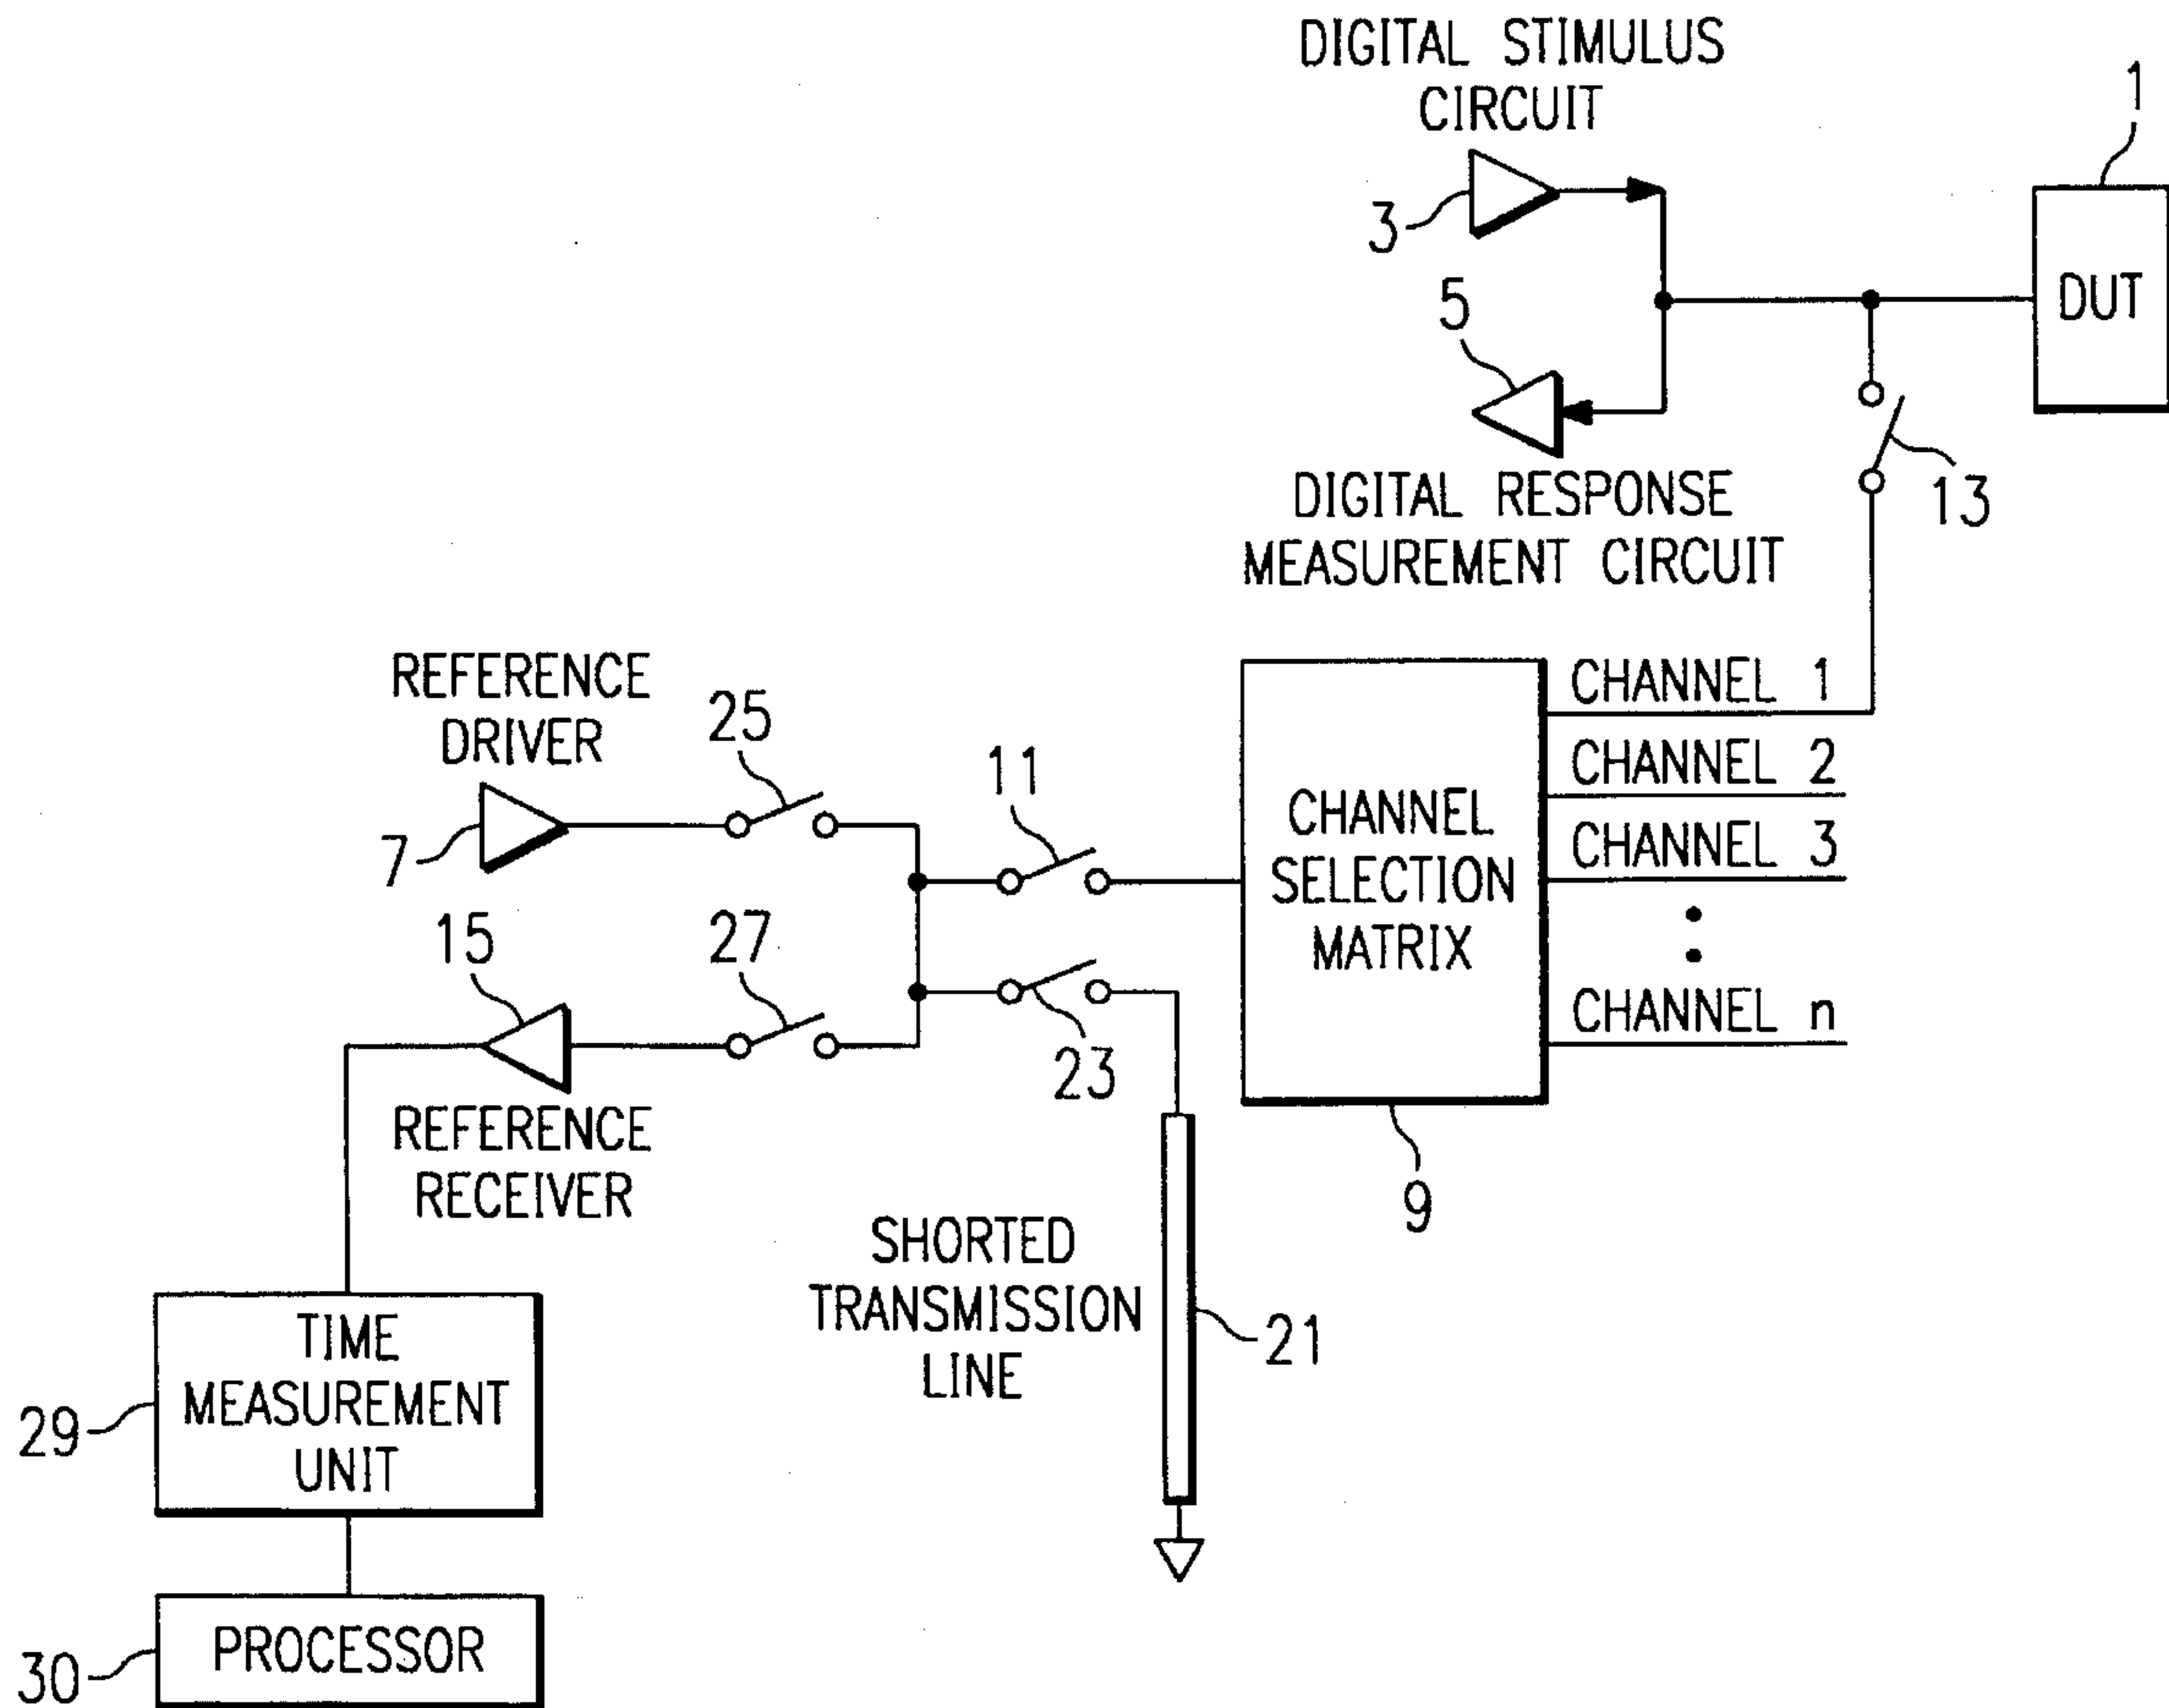 DIGITAL STIMULUS
CIRCUIT
1
3
DUT
5
13
DIGITAL RESPONSE
MEASUREMENT CIRCUIT
REFERENCE
DRIVER
25
7
11
CHANNEL
SELECTION
MATRIX
CHANNEL 1
CHANNEL 2
CHANNEL 3
CHANNEL n
15
27
23
REFERENCE
RECEIVER
9
SHORTED
TRANSMISSION
LINE
21
TIME
MEASUREMENT
UNIT
29
PROCESSOR
30